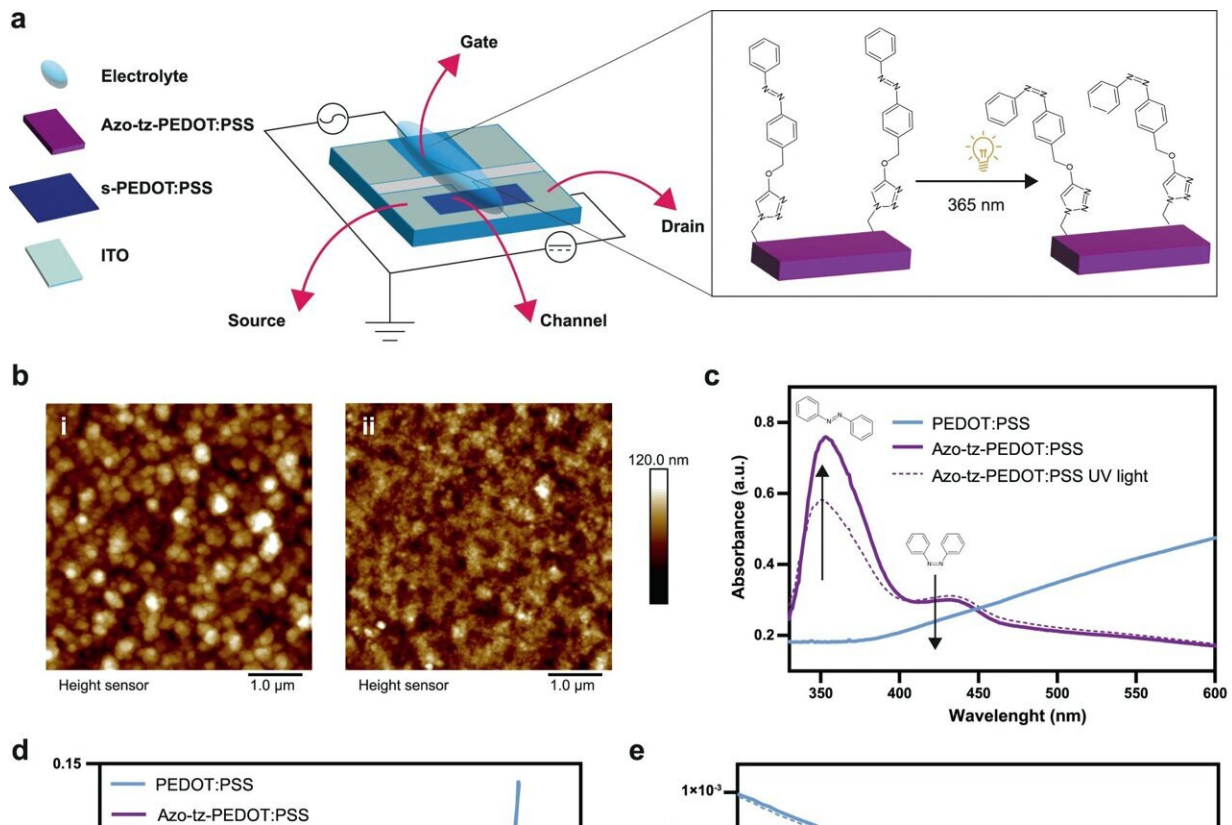 a
Electrolyte
Azo-tz-PEDOT:PSS
s-PEDOT:PSS
ITO
Gate
Drain
Source
Channel
365 nm
N
N
N
N
O
N
N
N
N
N
O
N
N
N
N
N
O
N
N
N
N
N
O
N
N
N
b
i
ii
120.0 nm
Height sensor
1.0 µm
Height sensor
1.0 µm
c
PEDOT:PSS
Azo-tz-PEDOT:PSS
Azo-tz-PEDOT:PSS UV light
N
N
N
N
Absorbance (a.u.)
0.8
0.6
0.4
0.2
350
400
450
500
550
600
Wavelenght (nm)
d
0.15
PEDOT:PSS
Azo-tz-PEDOT:PSS
e
1×10⁻³